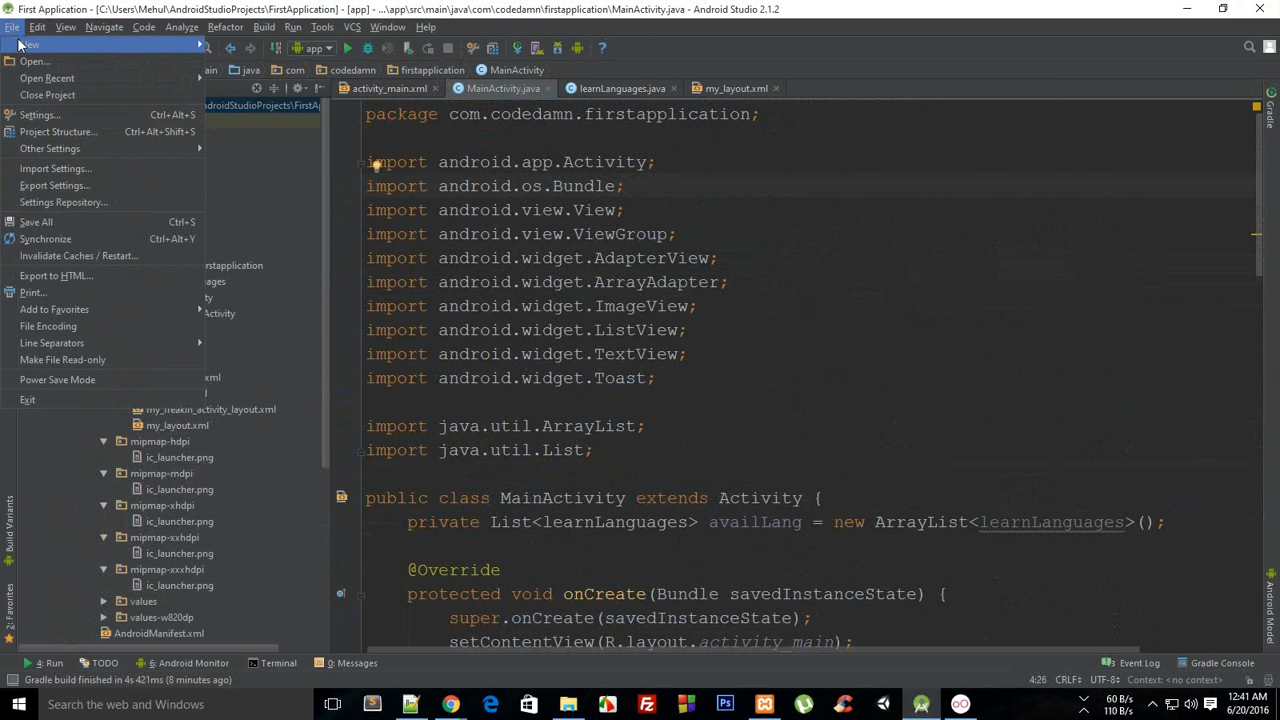 First Application - [C:\Users\Mehul\AndroidStudioProjects\FirstApplication] - [app] - ...\app\src\main\java\com\codedamn\firstapplication\MainActivity.java - Android Studio 2.1.2
File Edit View Navigate Code Analyze Refactor Build Run Tools VCS Window Help
app
java com codedamn firstapplication MainActivity
Open...
Open Recent
Close Project
Settings... Ctrl+Alt+S
Project Structure... Ctrl+Alt+Shift+S
Other Settings
Import Settings...
Export Settings...
Settings Repository...
Save All Ctrl+S
Synchronize Ctrl+Alt+Y
Invalidate Caches / Restart...
Export to HTML...
Print...
Add to Favorites
File Encoding
Line Separators
Make File Read-only
Power Save Mode
Exit
my_freakin_activity_layout.xml
my_layout.xml
mipmap-hdpi
ic_launcher.png
mipmap-mdpi
ic_launcher.png
mipmap-xhdpi
ic_launcher.png
mipmap-xxhdpi
ic_launcher.png
mipmap-xxxhdpi
ic_launcher.png
values
values-w820dp
AndroidManifest.xml
activity_main.xml MainActivity.java learnLanguages.java my_layout.xml
package com.codedamn.firstapplication;
import android.app.Activity;
import android.os.Bundle;
import android.view.View;
import android.view.ViewGroup;
import android.widget.AdapterView;
import android.widget.ArrayAdapter;
import android.widget.ImageView;
import android.widget.ListView;
import android.widget.TextView;
import android.widget.Toast;
import java.util.ArrayList;
import java.util.List;
public class MainActivity extends Activity {
private List<learnLanguages> availLang = new ArrayList<learnLanguages>();
@Override
protected void onCreate(Bundle savedInstanceState) {
super.onCreate(savedInstanceState);
setContentView(R.layout.activity_main);
Build Variants
2: Favorites
Gradle
Android Model
4: Run TODO 6: Android Monitor Terminal 0: Messages Event Log Gradle Console
Gradle build finished in 4s 421ms (8 minutes ago) 4:26 CRLF UTF-8 Context: <no context>
Search the web and Windows
60 B/s
110 B/s
12:41 AM
6/20/2016